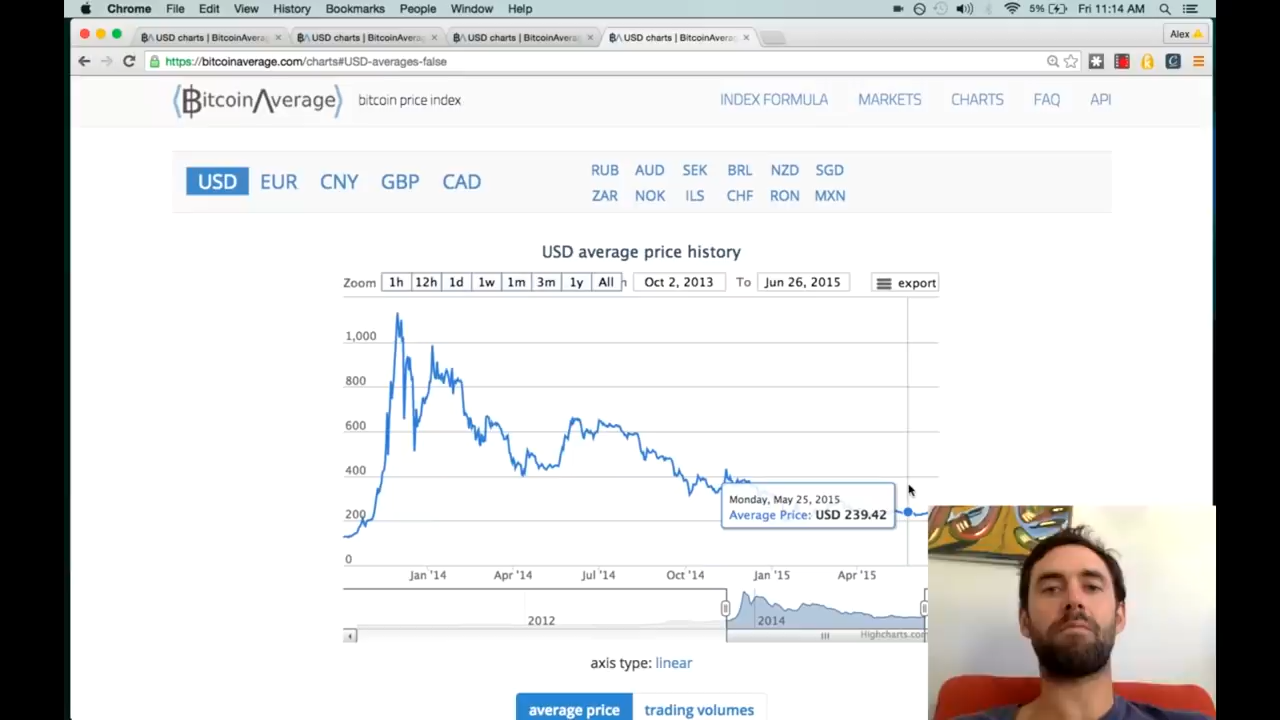 Chrome File Edit View History Bookmarks People Window Help 5% Fri 11:14 AM
USD charts | BitcoinAvera USD charts | BitcoinAvera USD charts | BitcoinAvera USD charts | BitcoinAvera Alex
https://bitcoinaverage.com/charts#USD-averages-false
BitcoinAverage bitcoin price index INDEX FORMULA MARKETS CHARTS FAQ API
USD EUR CNY GBP CAD
RUB AUD SEK BRL NZD SGD
ZAR NOK ILS CHF RON MXN
USD average price history
Zoom 1h 12h 1d 1w 1m 3m 1y All Oct 2, 2013 To Jun 26, 2015 export
1,000
800
600
400
200
0
Monday, May 25, 2015
Average Price: USD 239.42
Jan '14 Apr '14 Jul '14 Oct '14 Jan '15 Apr '15
2012 2014
Highcharts.com
axis type: linear
average price trading volumes